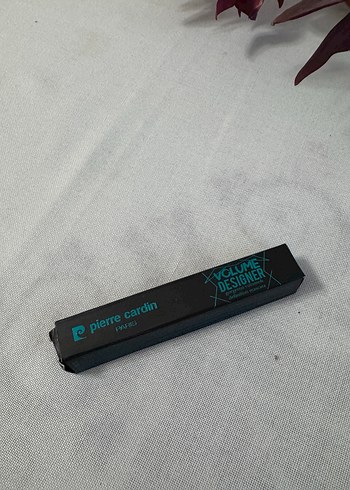 pierre cardin
PARIS
VOLUME
DESIGNER